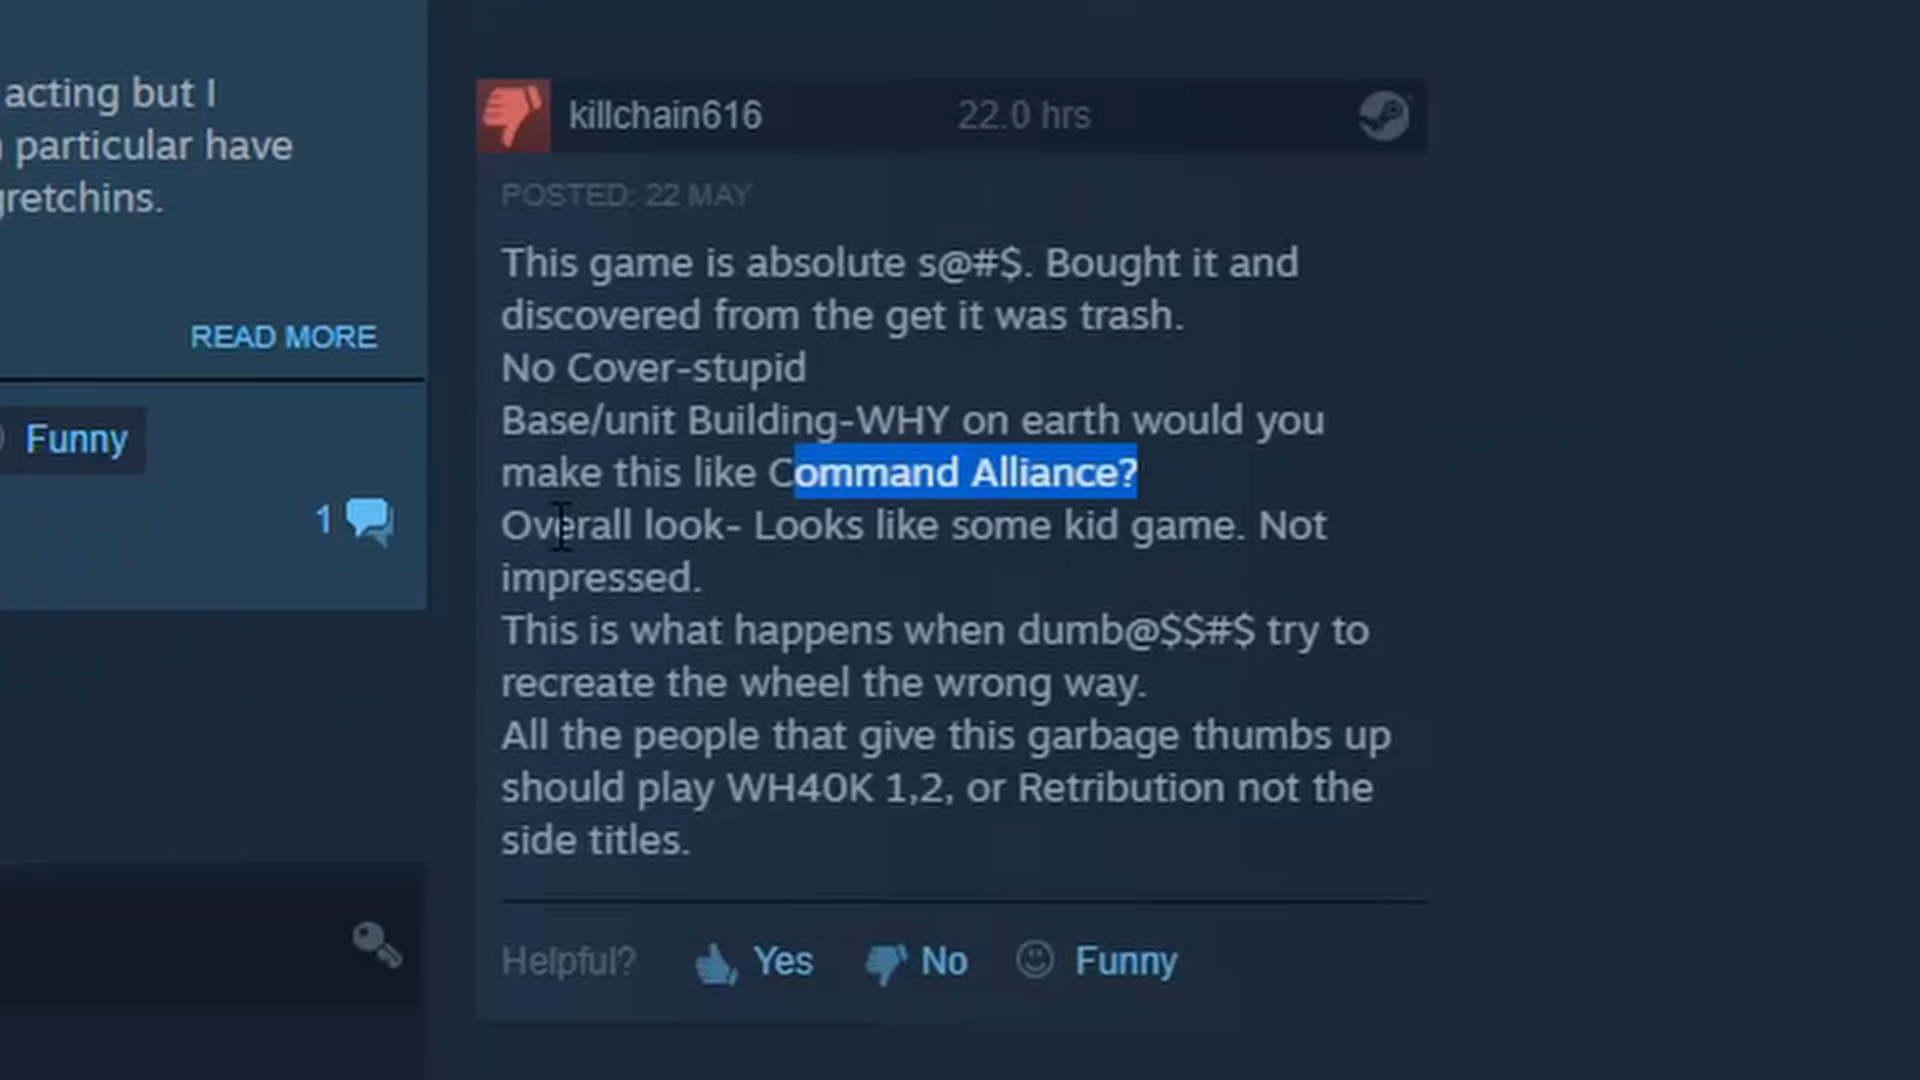 acting but I
particular have
gretchins.
READ MORE
Funny
1
killchain616
22.0 hrs
POSTED: 22 MAY
This game is absolute s@#$. Bought it and
discovered from the get it was trash.
No Cover-stupid
Base/unit Building-WHY on earth would you
make this like Command Alliance?
Overall look- Looks like some kid game. Not
impressed.
This is what happens when dumb@$$#$ try to
recreate the wheel the wrong way.
All the people that give this garbage thumbs up
should play WH40K 1,2, or Retribution not the
side titles.
Helpful? Yes No Funny